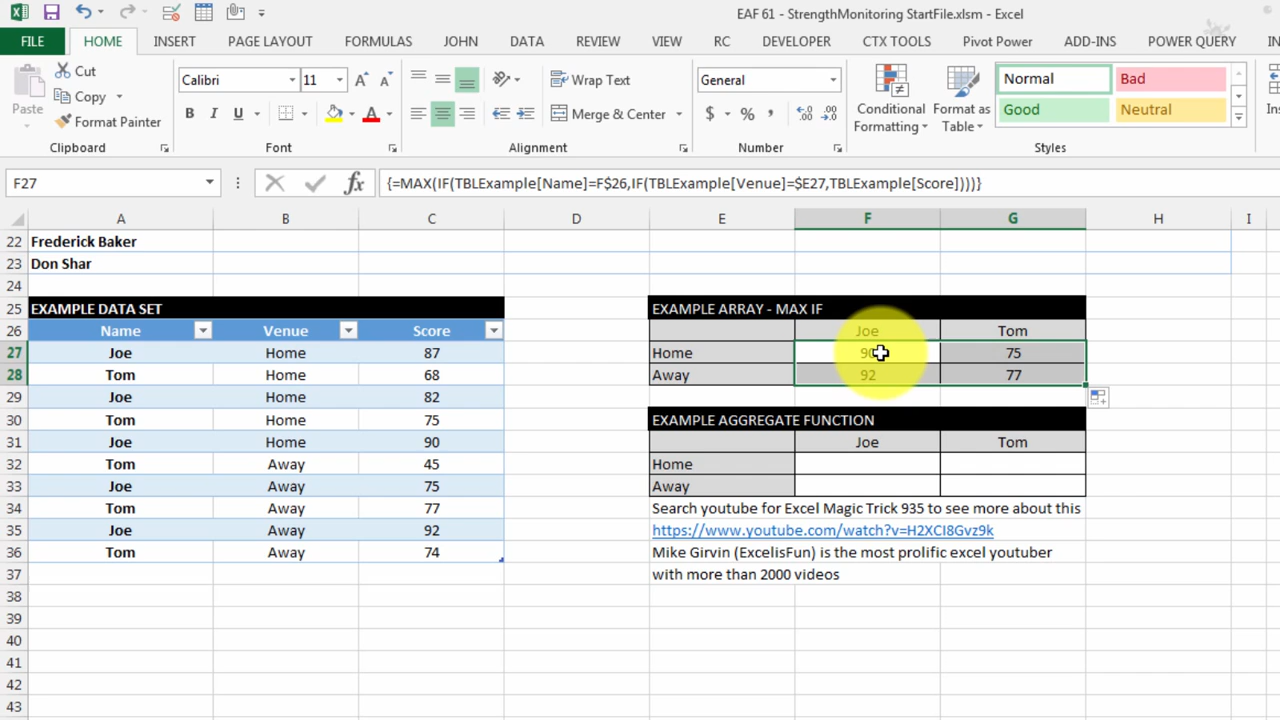 EAF 61 - StrengthMonitoring StartFile.xlsm - Excel
FILE HOME INSERT PAGE LAYOUT FORMULAS JOHN DATA REVIEW VIEW RC DEVELOPER CTX TOOLS Pivot Power ADD-INS POWER QUERY
Paste Cut Copy Format Painter
Calibri 11 A A
B I U A
Wrap Text
Merge & Center
General
$ % ,
Conditional Formatting Format as Table
Normal Bad
Good Neutral
Clipboard Font Alignment Number Styles
F27 fx {=MAX(IF(TBLExample[Name]=F$26,IF(TBLExample[Venue]=$E27,TBLExample[Score])))}
A B C D E F G H I
22 Frederick Baker
23 Don Shar
24
25 EXAMPLE DATA SET EXAMPLE ARRAY - MAX IF
26 Name Venue Score Joe Tom
27 Joe Home 87 Home 90 75
28 Tom Home 68 Away 92 77
29 Joe Home 82
30 Tom Home 75 EXAMPLE AGGREGATE FUNCTION
31 Joe Home 90 Joe Tom
32 Tom Away 45 Home
33 Joe Away 75 Away
34 Tom Away 77 Search youtube for Excel Magic Trick 935 to see more about this
35 Joe Away 92 https://www.youtube.com/watch?v=H2XCI8Gvz9k
36 Tom Away 74 Mike Girvin (ExcelisFun) is the most prolific excel youtuber
37 with more than 2000 videos
38
39
40
41
42
43